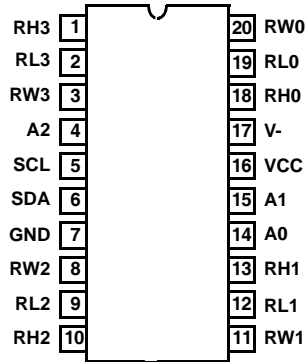 RH3 1 20 RW0
RL3 2 19 RL0
RW3 3 18 RH0
A2 4 17 V-
SCL 5 16 VCC
SDA 6 15 A1
GND 7 14 A0
RW2 8 13 RH1
RL2 9 12 RL1
RH2 10 11 RW1